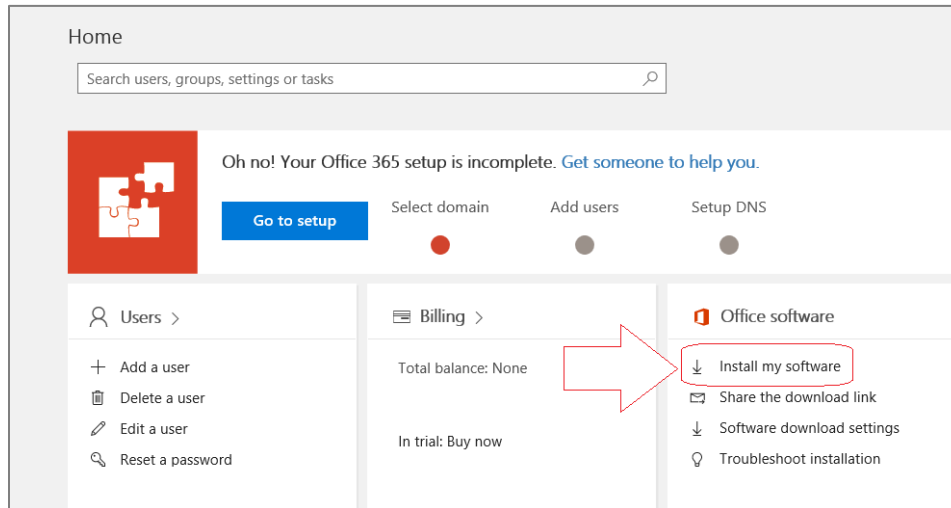 Home
Search users, groups, settings or tasks
Oh no! Your Office 365 setup is incomplete. Get someone to help you.
Go to setup
Select domain
Add users
Setup DNS
Users >
Add a user
Delete a user
Edit a user
Reset a password
Billing >
Total balance: None
In trial: Buy now
Office software
Install my software
Share the download link
Software download settings
Troubleshoot installation